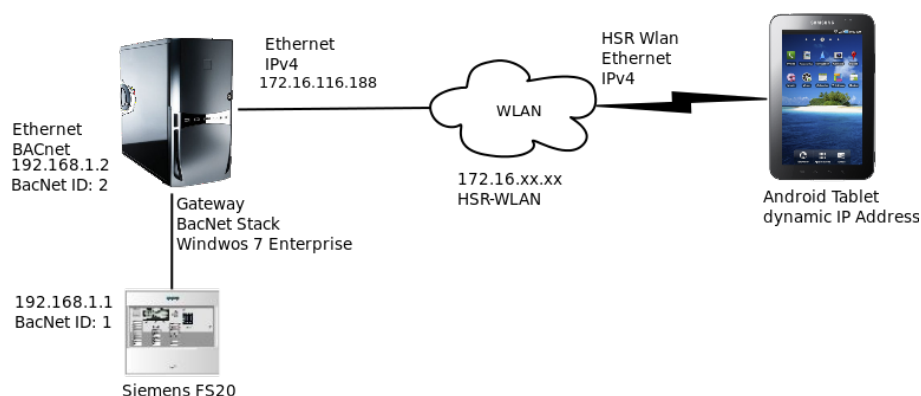 Ethernet
IPv4
172.16.116.188
HSR Wlan
Ethernet
IPv4
SAMSUNG
WLAN
Ethernet
BACnet
192.168.1.2
BacNet ID: 2
172.16.xx.xx
HSR-WLAN
Android Tablet
dynamic IP Address
Gateway
BacNet Stack
Windwos 7 Enterprise
192.168.1.1
BacNet ID: 1
Siemens FS20